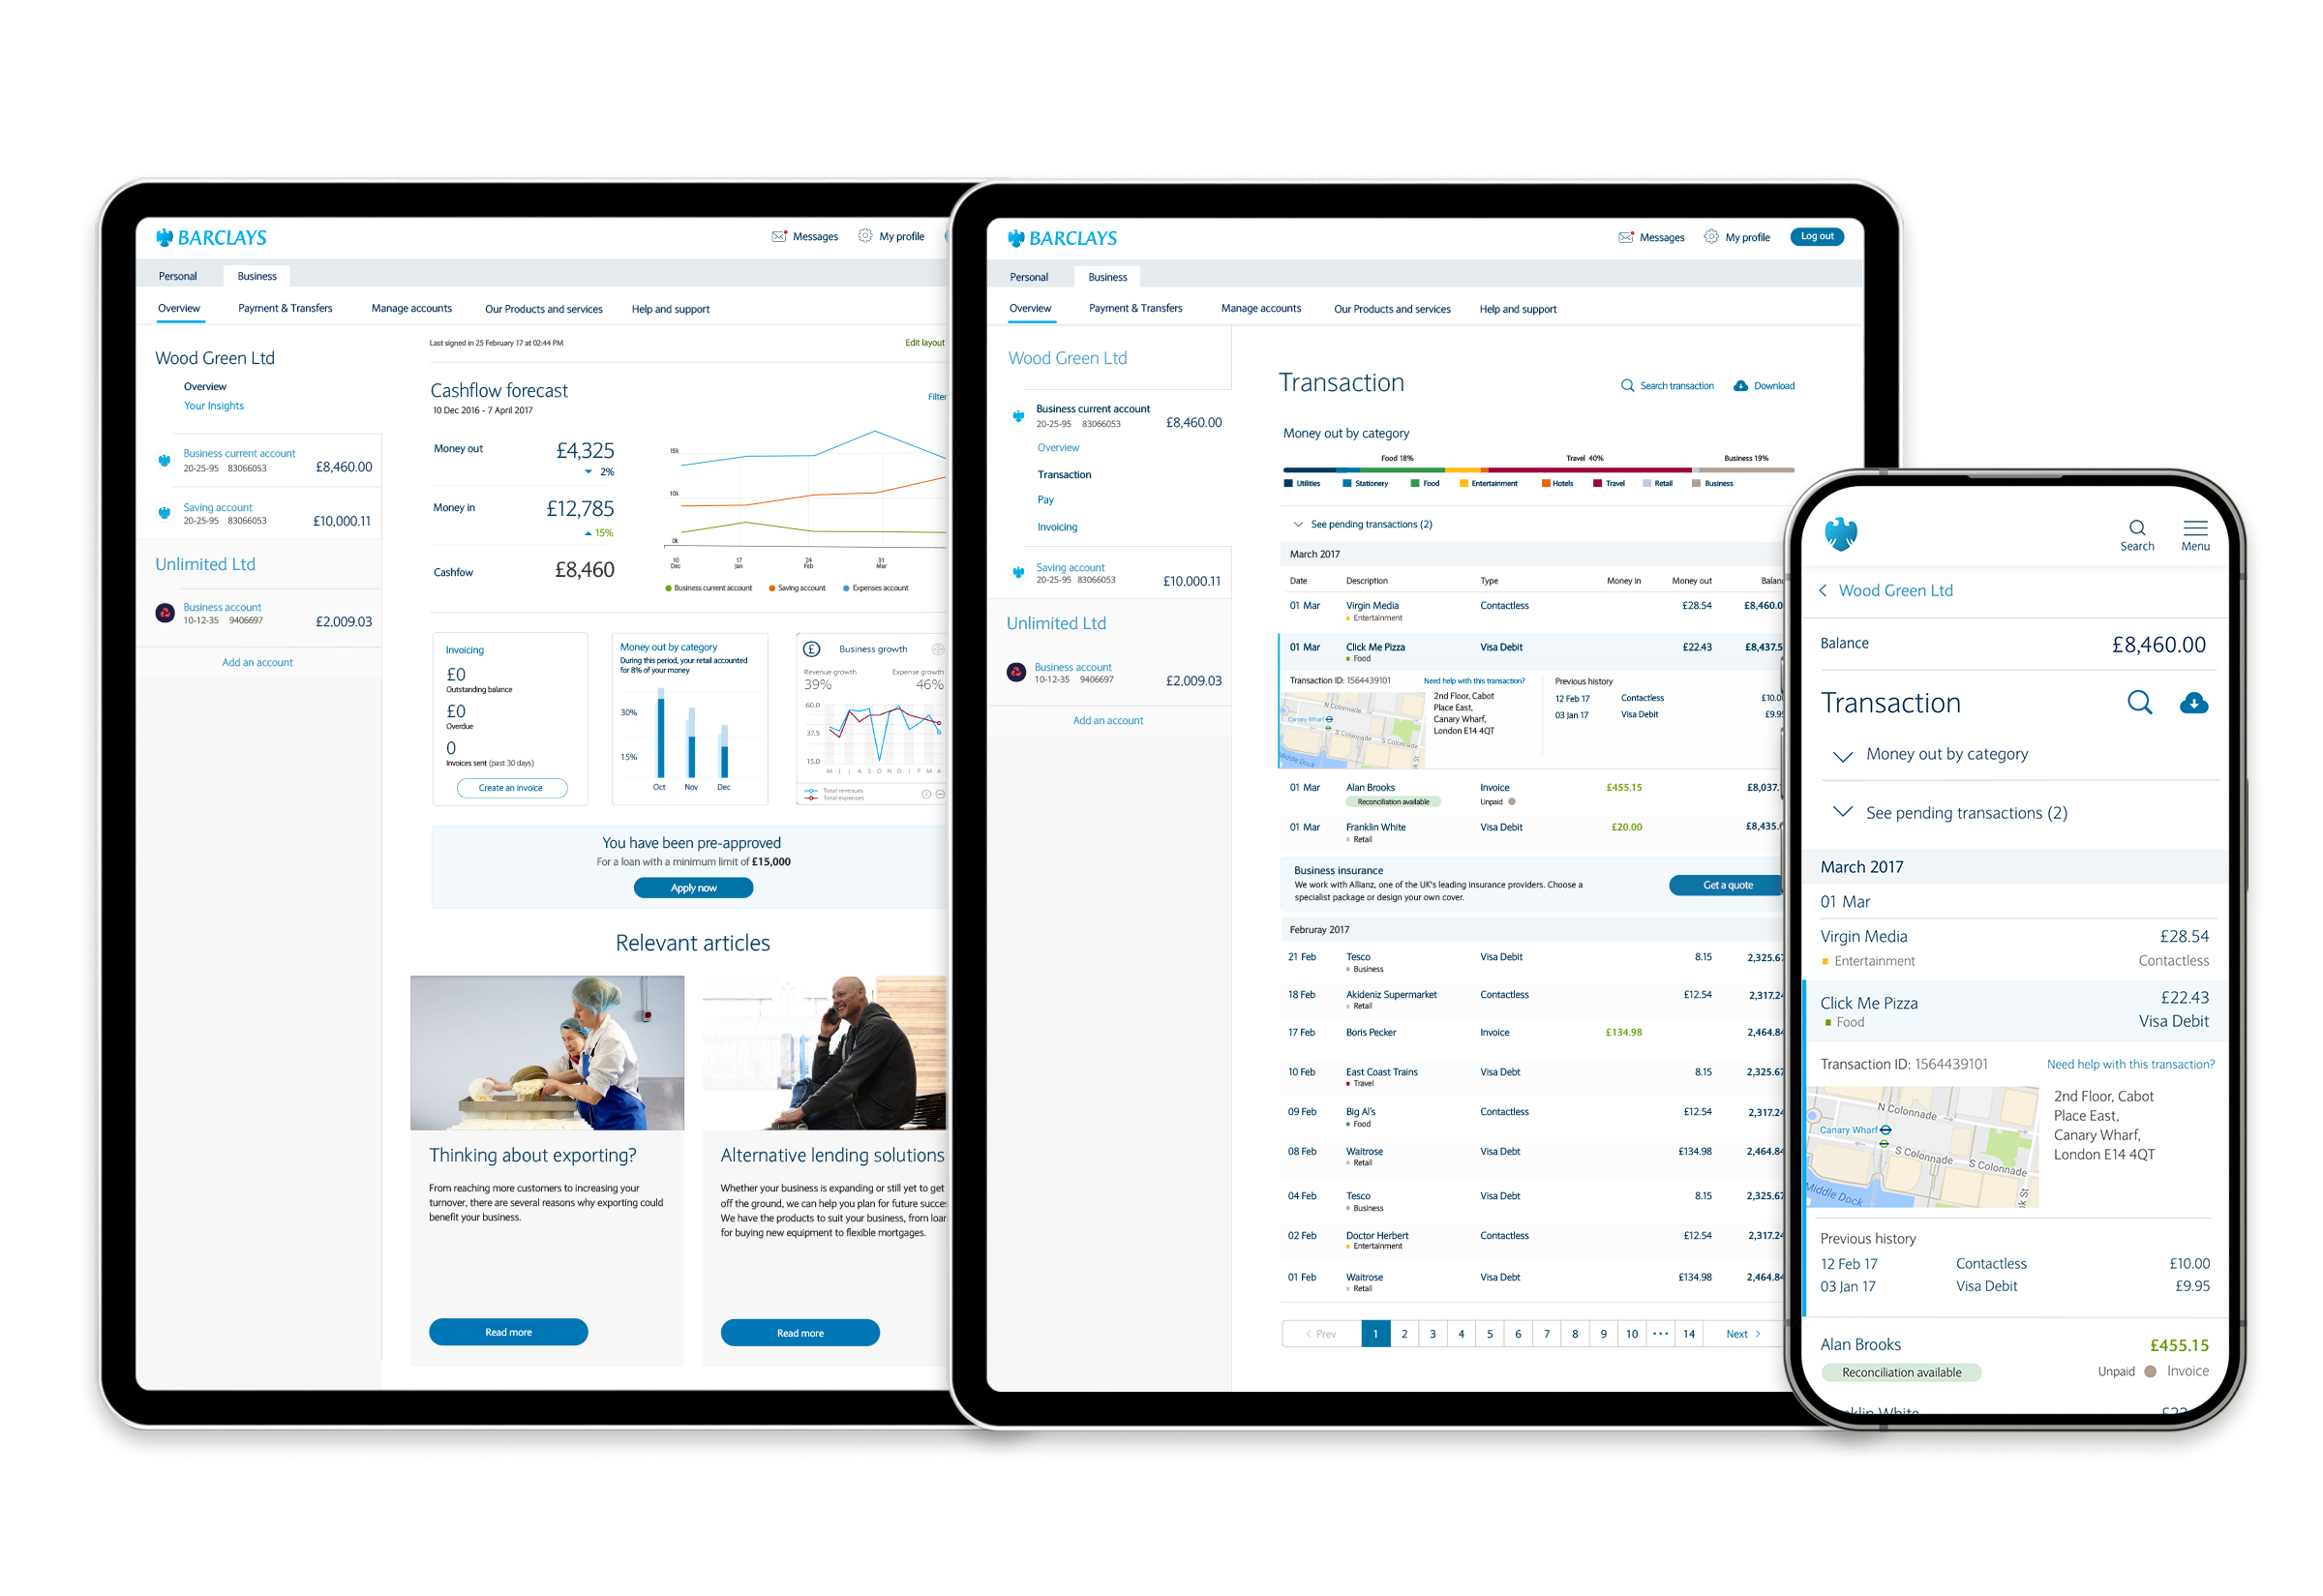 BARCLAYS
Messages
My profile
Personal
Business
Overview
Payment & Transfers
Manage accounts
Our Products and services
Help and support
Wood Green Ltd
Overview
Your Insights
Business current account
20-25-95 83066053
£8,460.00
Saving account
20-25-95 83066053
£10,000.11
Unlimited Ltd
Business account
10-12-35 9406697
£2,009.03
Add an account
Last signed in 25 February 17 at 02:44 PM
Edit layout
Cashflow forecast
10 Dec 2016 - 7 April 2017
Filter
Money out
£4,325
2%
Money in
£12,785
15%
Cashfow
£8,460
15k
10k
0k
10 Dec
17 Jan
24 Feb
31 Mar
Business current account
Saving account
Expenses account
Invoicing
£0
Outstanding balance
£0
Overdue
0
Invoices sent (past 30 days)
Create an invoice
Money out by category
During this period, your retail accounted
for 8% of your money
30%
15%
Oct Nov Dec
£ Business growth
Revenue growth
39%
Expense growth
46%
60.0
37.5
15.0
M J J A S O N D J F M A
Total revenues
Total expenses
You have been pre-approved
For a loan with a minimum limit of £15,000
Apply now
Relevant articles
Thinking about exporting?
From reaching more customers to increasing your
turnover, there are several reasons why exporting could
benefit your business.
Read more
Alternative lending solutions
Whether your business is expanding or still yet to get
off the ground, we can help you plan for future
We have the products to suit your business, from
for buying new equipment to flexible mortgages.
Read more
BARCLAYS
Messages
My profile
Log out
Personal
Business
Overview
Payment & Transfers
Manage accounts
Our Products and services
Help and support
Wood Green Ltd
Business current account
20-25-95 83066053
£8,460.00
Overview
Transaction
Pay
Invoicing
Saving account
20-25-95 83066053
£10,000.11
Unlimited Ltd
Business account
10-12-35 9406697
£2,009.03
Add an account
Transaction
Search transaction
Download
Money out by category
Food 18% Travel 40% Business 19%
Utilities Stationery Food Entertainment Hotels Travel Retail Business
See pending transactions (2)
March 2017
Date Description Type Money in Money out
01 Mar Virgin Media Contactless £28.54 £8,460.0
Entertainment
01 Mar Click Me Pizza Visa Debit £22.43 £8,437.5
Food
Transaction ID: 1564439101
Need help with this transaction?
N Colonnade
Canary Wharf
S Colonnade
S Colonnade
Middle Dock
2nd Floor, Cabot
Place East,
Canary Wharf,
London E14 4QT
Previous history
12 Feb 17 Contactless £10.0
03 Jan 17 Visa Debit £9.95
01 Mar Alan Brooks Invoice £455.15 £8,037.
Reconciliation available Unpaid
01 Mar Franklin White Visa Debit £20.00 £8,435.
Retail
Business insurance
We work with Allianz, one of the UK's leading insurance providers. Choose a
specialist package or design your own cover.
Get a quote
Februray 2017
21 Feb Tesco Visa Debit 8.15 2,325.67
Business
18 Feb Akideniz Supermarket Contactless £12.54 2,317.24
Retail
17 Feb Boris Pecker Invoice £134.98 2,464.84
10 Feb East Coast Trains Visa Debt 8.15 2,325.67
Travel
09 Feb Big Al's Contactless £12.54 2,317.24
Food
08 Feb Waitrose Visa Debt £134.98 2,464.84
Retail
04 Feb Tesco Visa Debt 8.15 2,325.67
Business
02 Feb Doctor Herbert Contactless £12.54 2,317.24
Entertainment
01 Feb Waitrose Visa Debt £134.98 2,464.84
Retail
< Prev 1 2 3 4 5 6 7 8 9 10 ••• 14 Next >
Search
Menu
Wood Green Ltd
Balance £8,460.00
Transaction
Money out by category
See pending transactions (2)
March 2017
01 Mar
Virgin Media £28.54
Entertainment Contactless
Click Me Pizza £22.43
Food Visa Debit
Transaction ID: 1564439101
Need help with this transaction?
N Colonnade
Canary Wharf
S Colonnade
S Colonnade
Middle Dock
k St
2nd Floor, Cabot
Place East,
Canary Wharf,
London E14 4QT
Previous history
12 Feb 17 Contactless £10.00
03 Jan 17 Visa Debit £9.95
Alan Brooks £455.15
Reconciliation available Unpaid Invoice
White